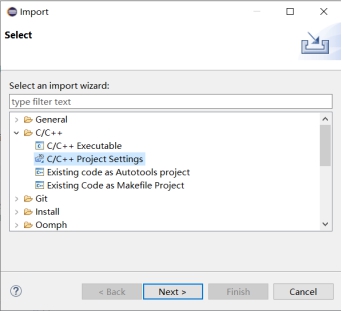 Import
Select
Select an import wizard:
type filter text
General
C/C++
C/C++ Executable
C/C++ Project Settings
Existing code as Autotools project
Existing Code as Makefile Project
Git
Install
Oomph
< Back
Next >
Finish
Cancel